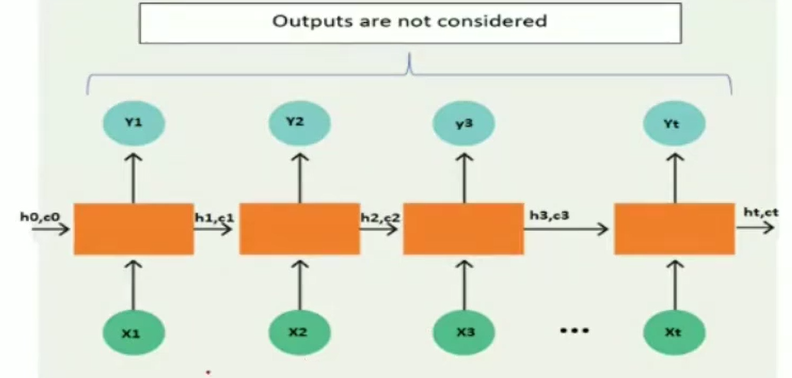 Outputs are not considered
Y1 Y2 y3 Yt
h0,c0 h1,c1 h2,c2 h3,c3 ht,ct
X1 X2 X3 ... Xt